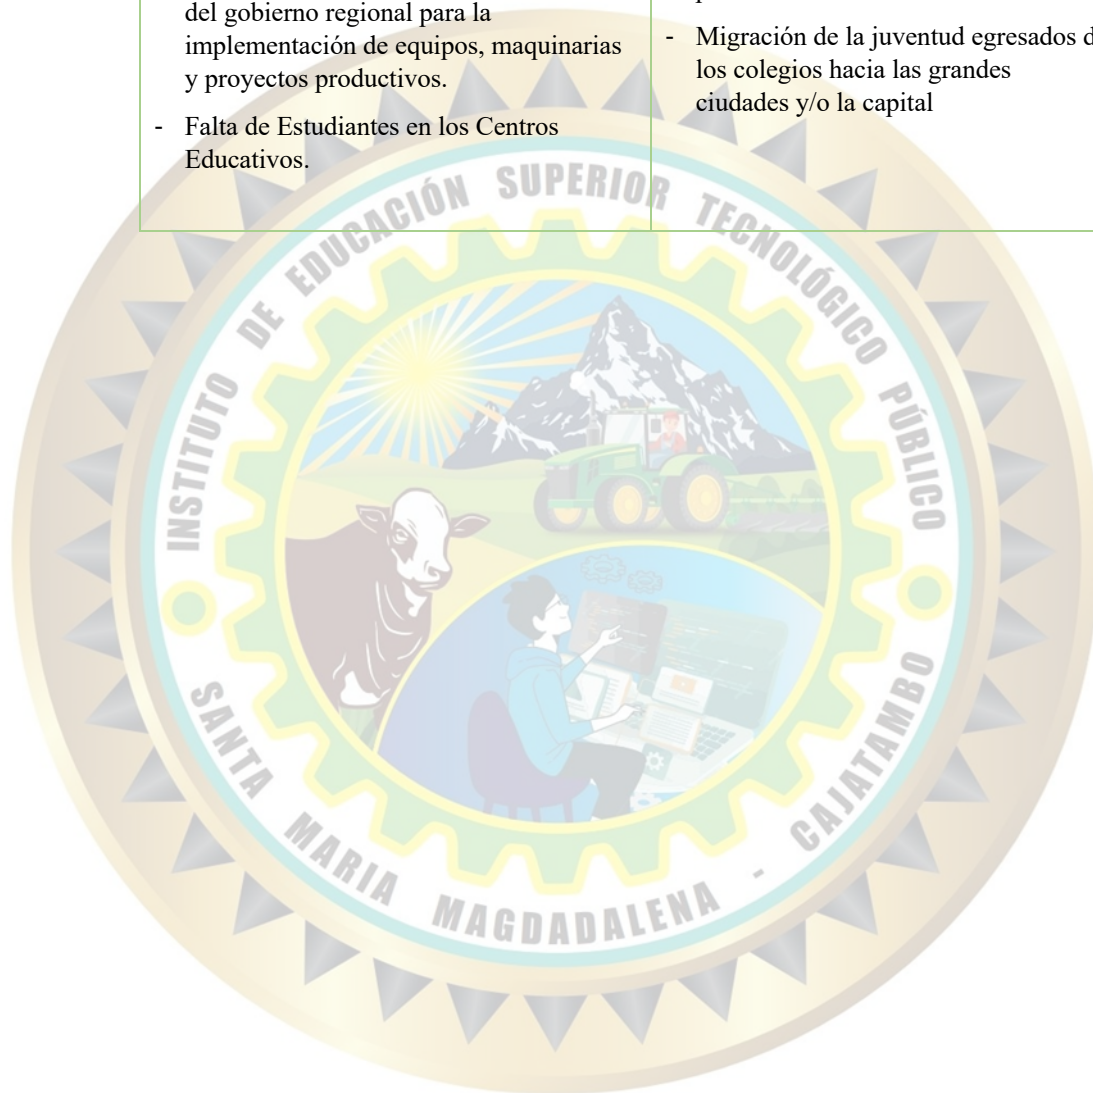 del gobierno regional para la
implementación de equipos, maquinarias
y proyectos productivos.
- Falta de Estudiantes en los Centros
Educativos.
- Migración de la juventud egresados d
los colegios hacia las grandes
ciudades y/o la capital
INSTITUTO DE EDUCACIÓN SUPERIOR TECNOLÓGICO PÚBLICO
SANTA MARIA MAGDADALENA - CAJATAMBO